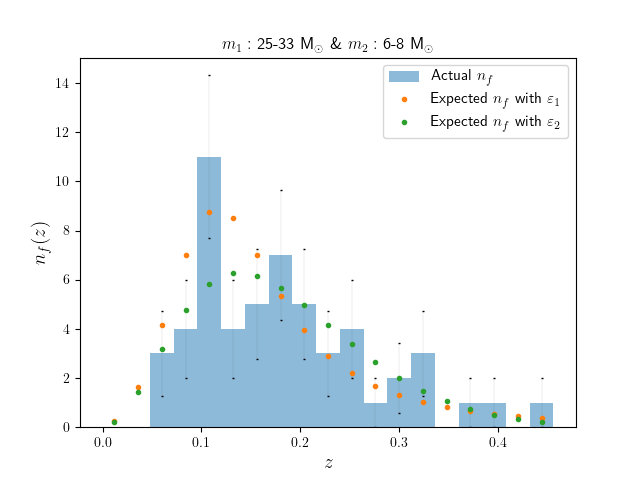 m₁ : 25-33 M⊙ & m₂ : 6-8 M⊙
Actual n_f
Expected n_f with ε₁
Expected n_f with ε₂
n_f(z)
14
12
10
8
6
4
2
0
0.0 0.1 0.2 0.3 0.4
z